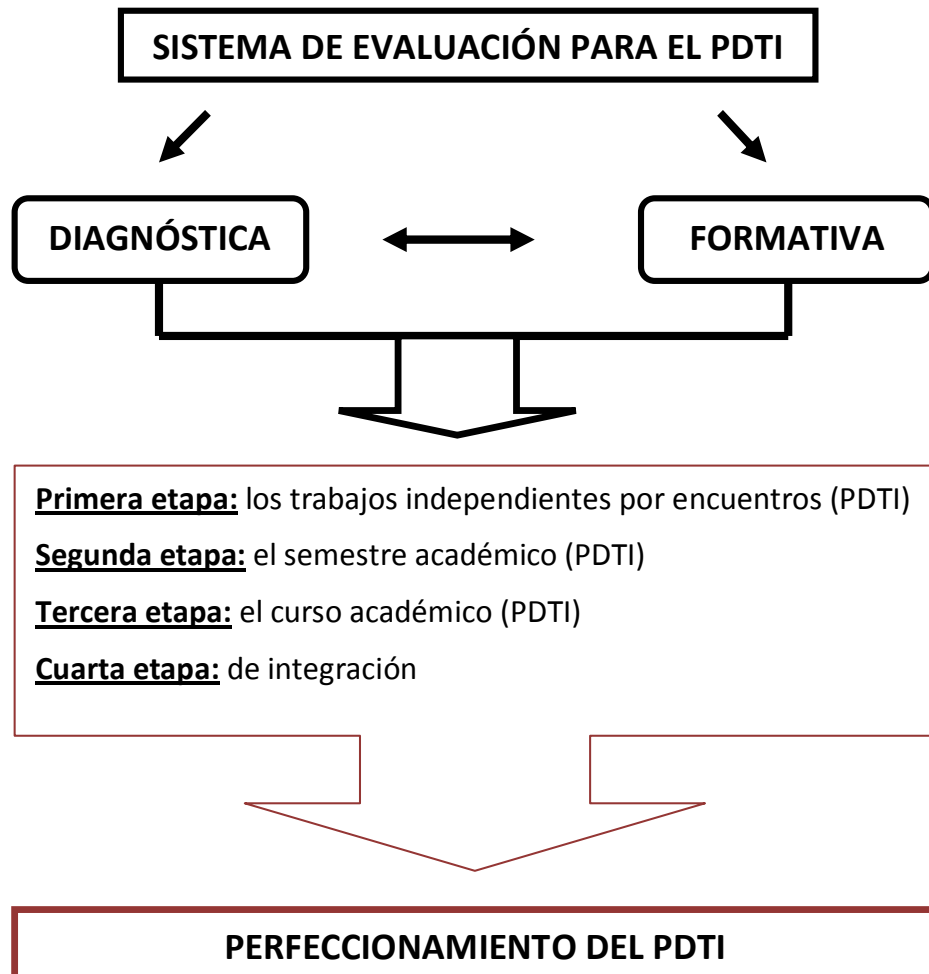 SISTEMA DE EVALUACIÓN PARA EL PDTI
DIAGNÓSTICA
FORMATIVA
Primera etapa: los trabajos independientes por encuentros (PDTI)
Segunda etapa: el semestre académico (PDTI)
Tercera etapa: el curso académico (PDTI)
Cuarta etapa: de integración
PERFECCIONAMIENTO DEL PDTI